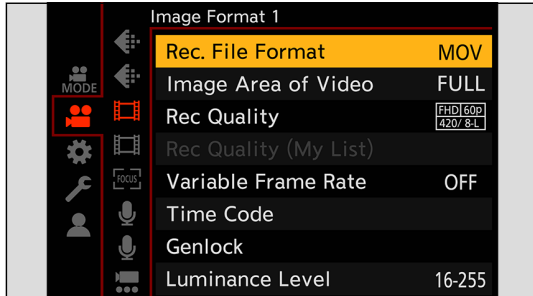 Image Format 1
Rec. File Format MOV
MODE
Image Area of Video FULL
Rec Quality FHD 60p
420/8-L
Rec Quality (My List)
FOCUS
Variable Frame Rate OFF
Time Code
Genlock
Luminance Level 16-255